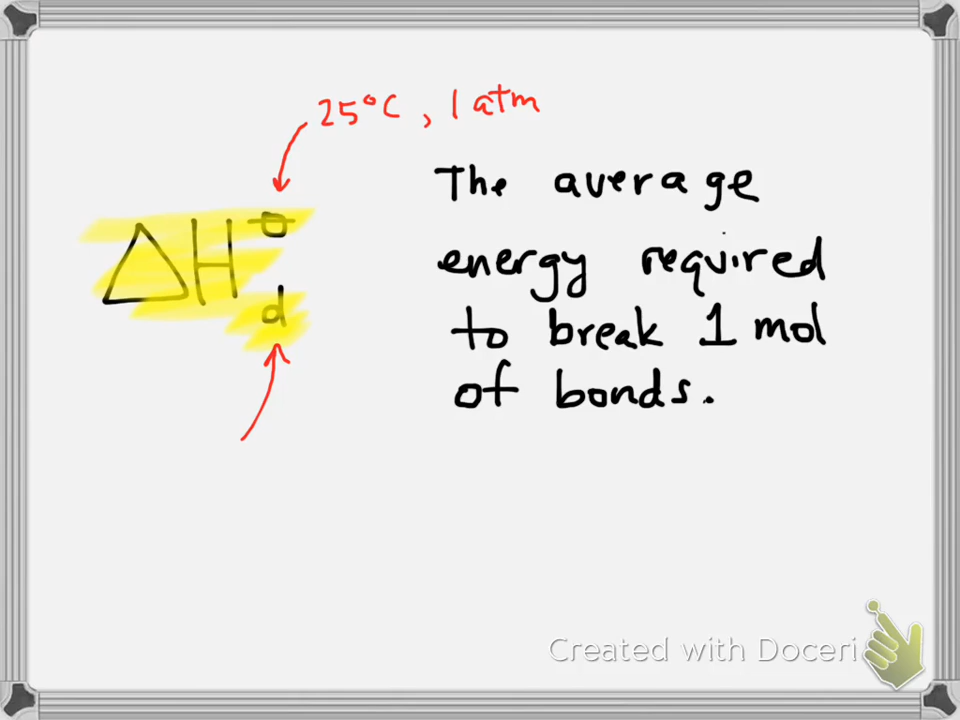 25°C, 1 atm
ΔH°d
The average
energy required
to break 1 mol
of bonds.
Created with Doceri